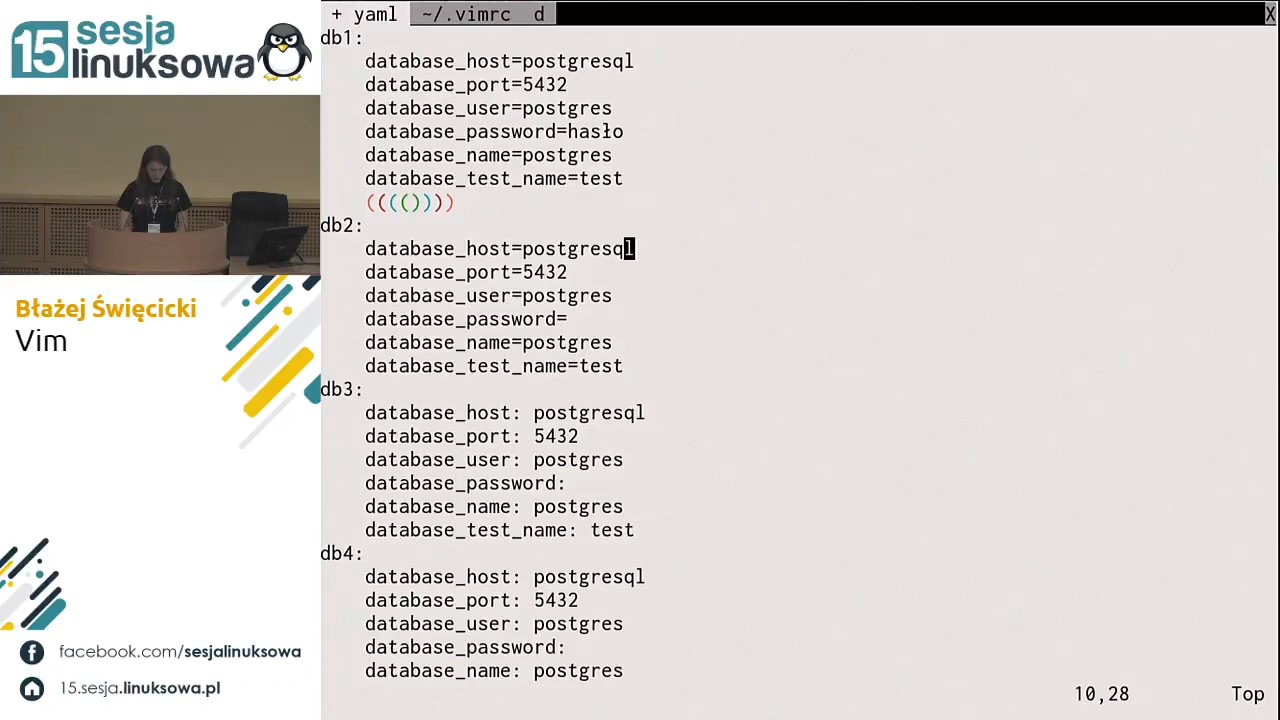 15 sesja
linuksowa
Błażej Święcicki
Vim
facebook.com/sesjalinuksowa
15.sesja.linuksowa.pl
+ yaml ~/.vimrc d X
db1:
database_host=postgresql
database_port=5432
database_user=postgres
database_password=hasło
database_name=postgres
database_test_name=test
((((()))))
db2:
database_host=postgresql
database_port=5432
database_user=postgres
database_password=
database_name=postgres
database_test_name=test
db3:
database_host: postgresql
database_port: 5432
database_user: postgres
database_password:
database_name: postgres
database_test_name: test
db4:
database_host: postgresql
database_port: 5432
database_user: postgres
database_password:
database_name: postgres
10,28 Top